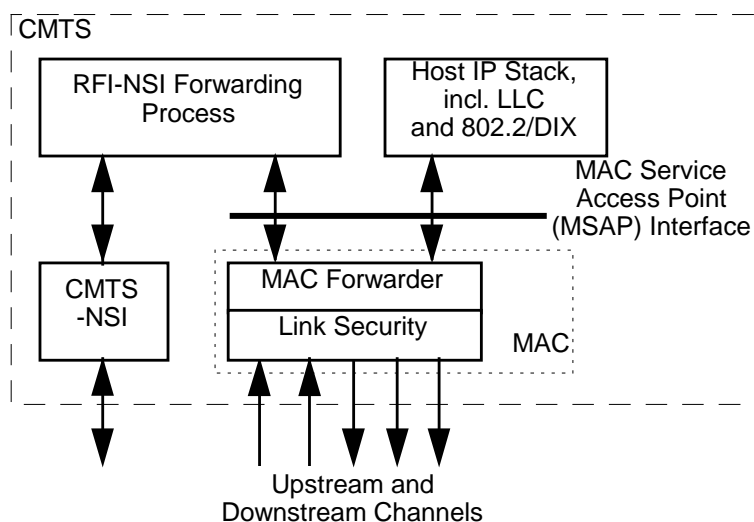 CMTS
RFI-NSI Forwarding
Process
Host IP Stack,
incl. LLC
and 802.2/DIX
MAC Service
Access Point
(MSAP) Interface
CMTS
-NSI
MAC Forwarder
Link Security
MAC
Upstream and
Downstream Channels